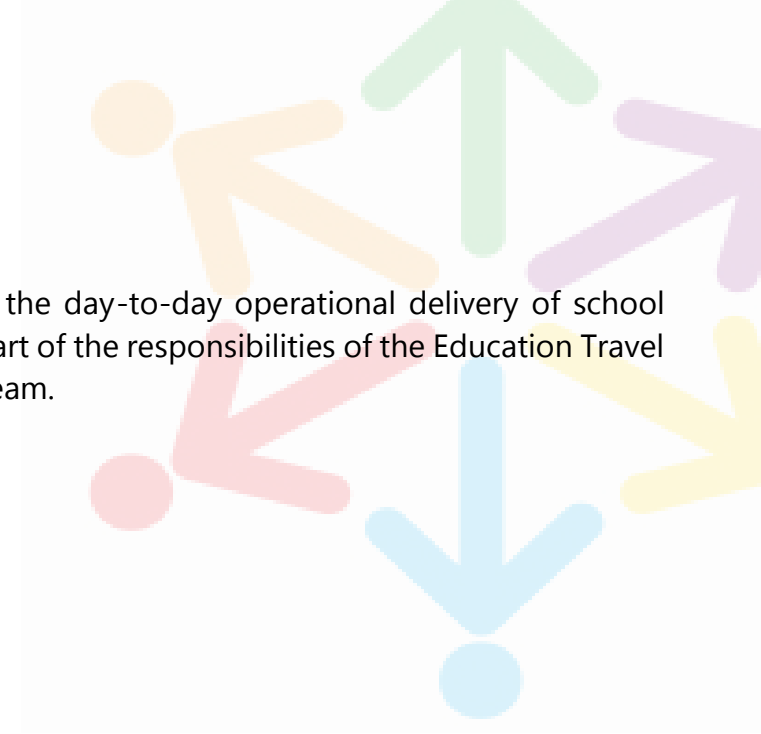 the day-to-day operational delivery of school
art of the responsibilities of the Education Travel
eam.